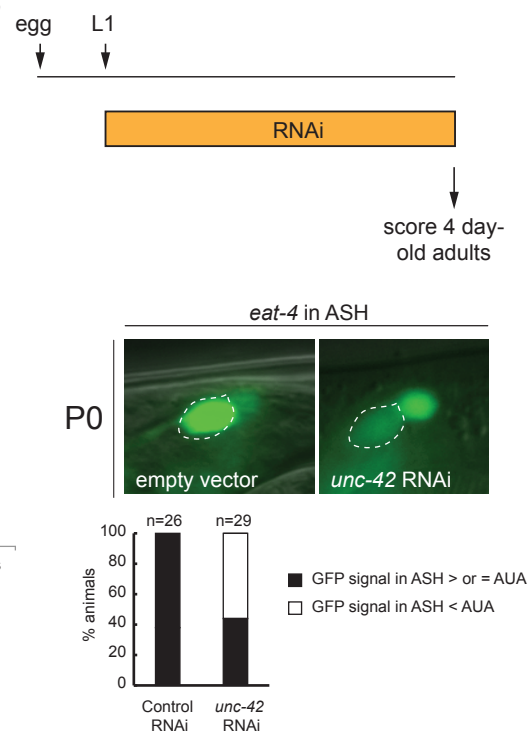 egg L1
RNAi
score 4 day-
old adults
eat-4 in ASH
P0
empty vector
unc-42 RNAi
n=26 n=29
100
80
60
40
20
0
% animals
GFP signal in ASH > or = AUA
GFP signal in ASH < AUA
Control
RNAi
unc-42
RNAi